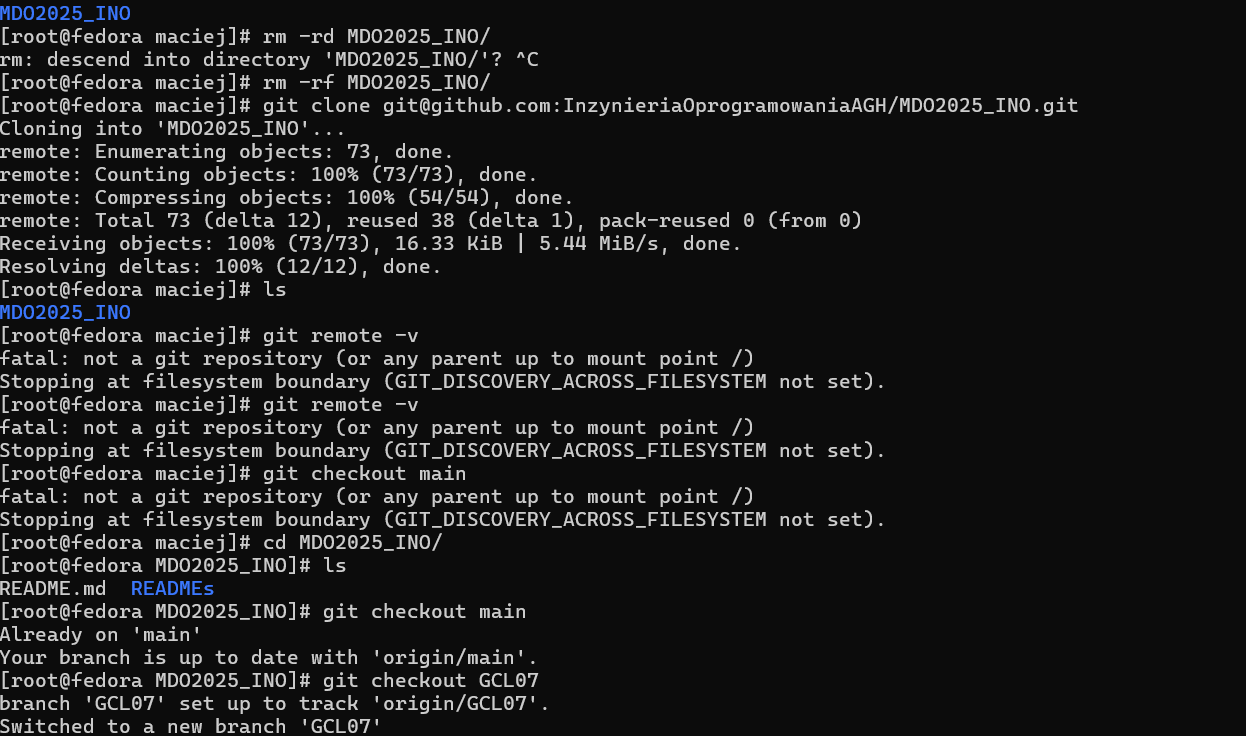 MDO2025_INO
[root@fedora maciej]# rm -rd MDO2025_INO/
rm: descend into directory 'MDO2025_INO/'? ^C
[root@fedora maciej]# rm -rf MDO2025_INO/
[root@fedora maciej]# git clone git@github.com:InzynieriaOprogramowaniaAGH/MDO2025_INO.git
Cloning into 'MDO2025_INO'...
remote: Enumerating objects: 73, done.
remote: Counting objects: 100% (73/73), done.
remote: Compressing objects: 100% (54/54), done.
remote: Total 73 (delta 12), reused 38 (delta 1), pack-reused 0 (from 0)
Receiving objects: 100% (73/73), 16.33 KiB | 5.44 MiB/s, done.
Resolving deltas: 100% (12/12), done.
[root@fedora maciej]# ls
MDO2025_INO
[root@fedora maciej]# git remote -v
fatal: not a git repository (or any parent up to mount point /)
Stopping at filesystem boundary (GIT_DISCOVERY_ACROSS_FILESYSTEM not set).
[root@fedora maciej]# git remote -v
fatal: not a git repository (or any parent up to mount point /)
Stopping at filesystem boundary (GIT_DISCOVERY_ACROSS_FILESYSTEM not set).
[root@fedora maciej]# git checkout main
fatal: not a git repository (or any parent up to mount point /)
Stopping at filesystem boundary (GIT_DISCOVERY_ACROSS_FILESYSTEM not set).
[root@fedora maciej]# cd MDO2025_INO/
[root@fedora MDO2025_INO]# ls
README.md  READMEs
[root@fedora MDO2025_INO]# git checkout main
Already on 'main'
Your branch is up to date with 'origin/main'.
[root@fedora MDO2025_INO]# git checkout GCL07
branch 'GCL07' set up to track 'origin/GCL07'.
Switched to a new branch 'GCL07'